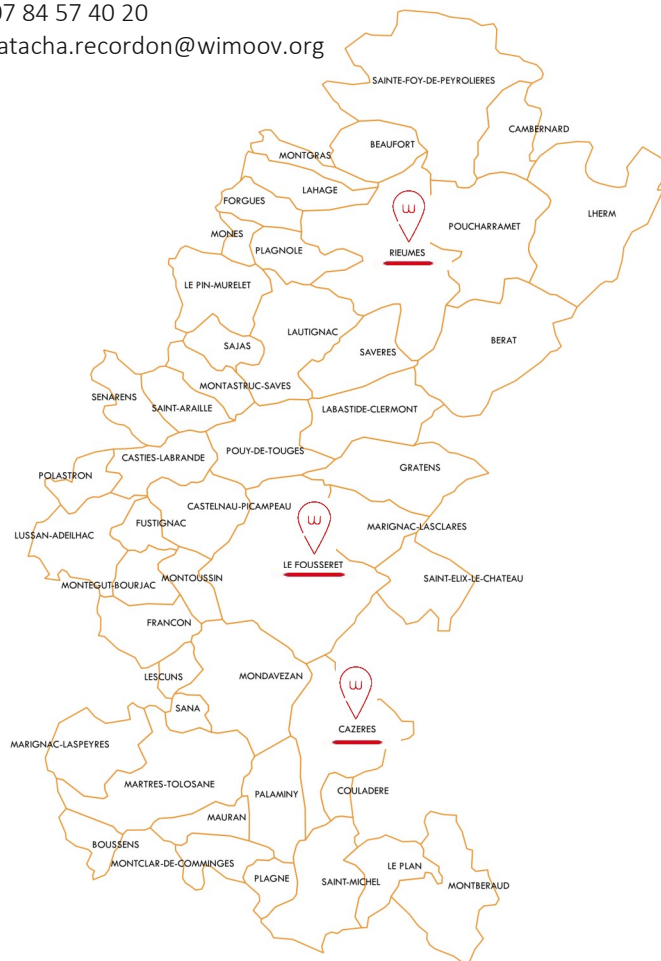 07 84 57 40 20
natacha.recordon@wimoov.org
SAINTE-FOY-DE-PEYROLIERES
CAMBERNARD
BEAUFORT
MONTGRAS
LAHAGE
FORGUES
LHERM
POUCHARRAMET
MONES
PLAGNOLE
RIEUMES
LE PIN-MURELET
LAUTIGNAC
BERAT
SAJAS
SAVERES
MONTASTRUC-SAVES
SENARENS
SAINT-ARAILLE
LABASTIDE-CLERMONT
POUY-DE-TOUGES
CASTIES-LABRANDE
GRATENS
POLASTRON
CASTELNAU-PICAMPEAU
FUSTIGNAC
MARIGNAC-LASCLARES
LUSSAN-ADEILHAC
LE FOUSSERET
MONTOUSSIN
SAINT-ELIX-LE-CHATEAU
MONTEGUT-BOURJAC
FRANCON
LESCUNS
MONDAVEZAN
SANA
CAZERES
MARIGNAC-LASPEYRES
MARTRES-TOLOSANE
COULADERE
PALAMINY
MAURAN
BOUSSENS
MONTCLAR-DE-COMMINGES
LE PLAN
PLAGNE
SAINT-MICHEL
MONTBERAUD